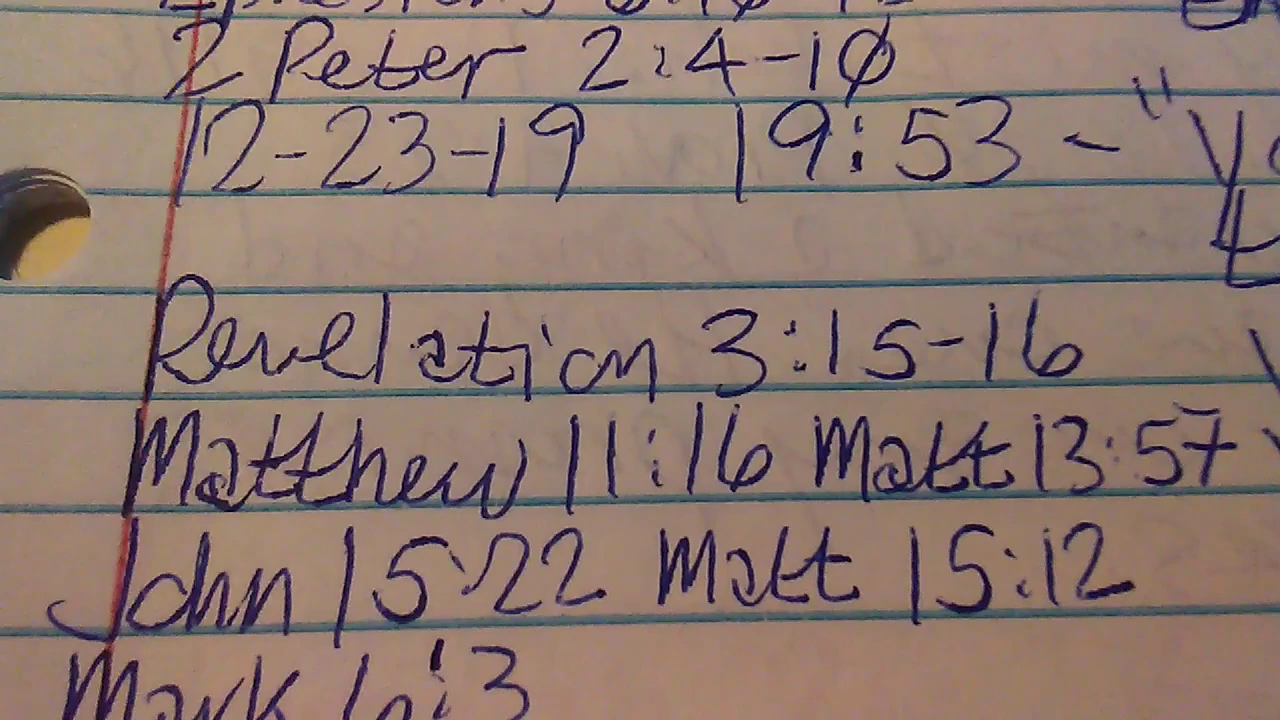 2 Peter 2:4-10
12-23-19 19:53 - "
Revelation 3:15-16
Matthew 11:16 Matt 13:57
John 15:22 Matt 15:12
Mark 6:3